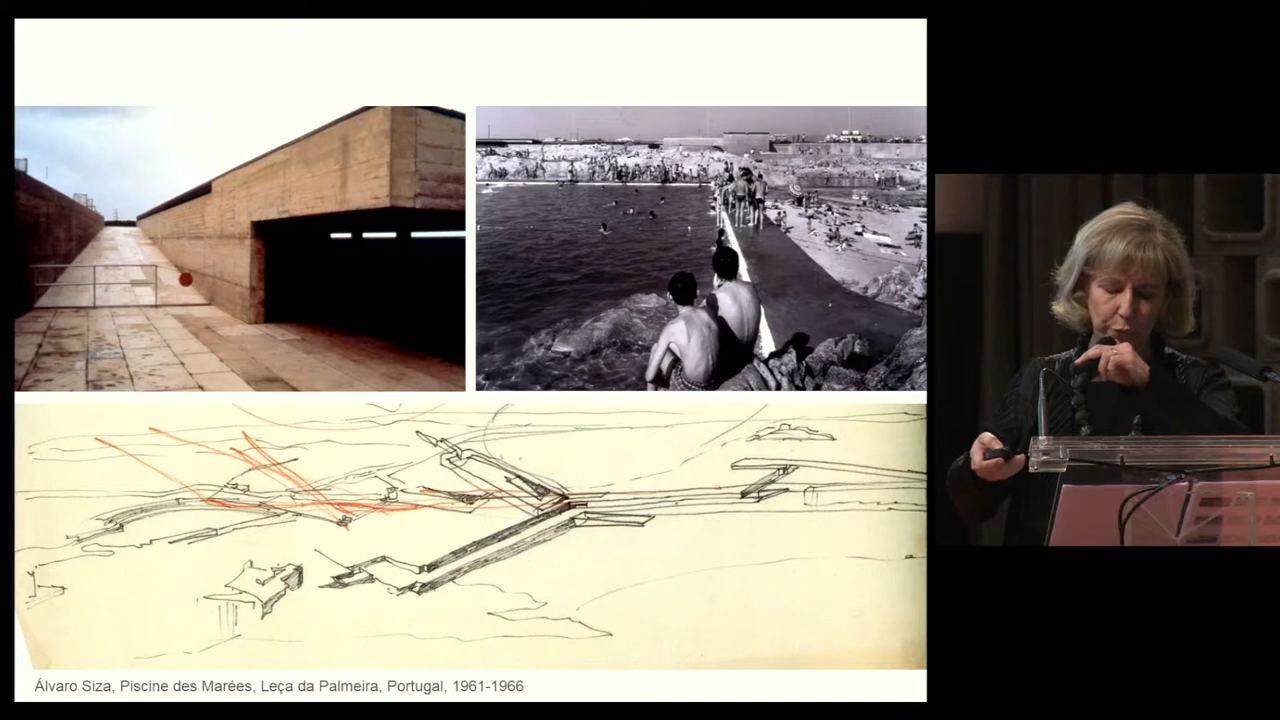 Álvaro Siza, Piscine des Marées, Leça da Palmeira, Portugal, 1961-1966